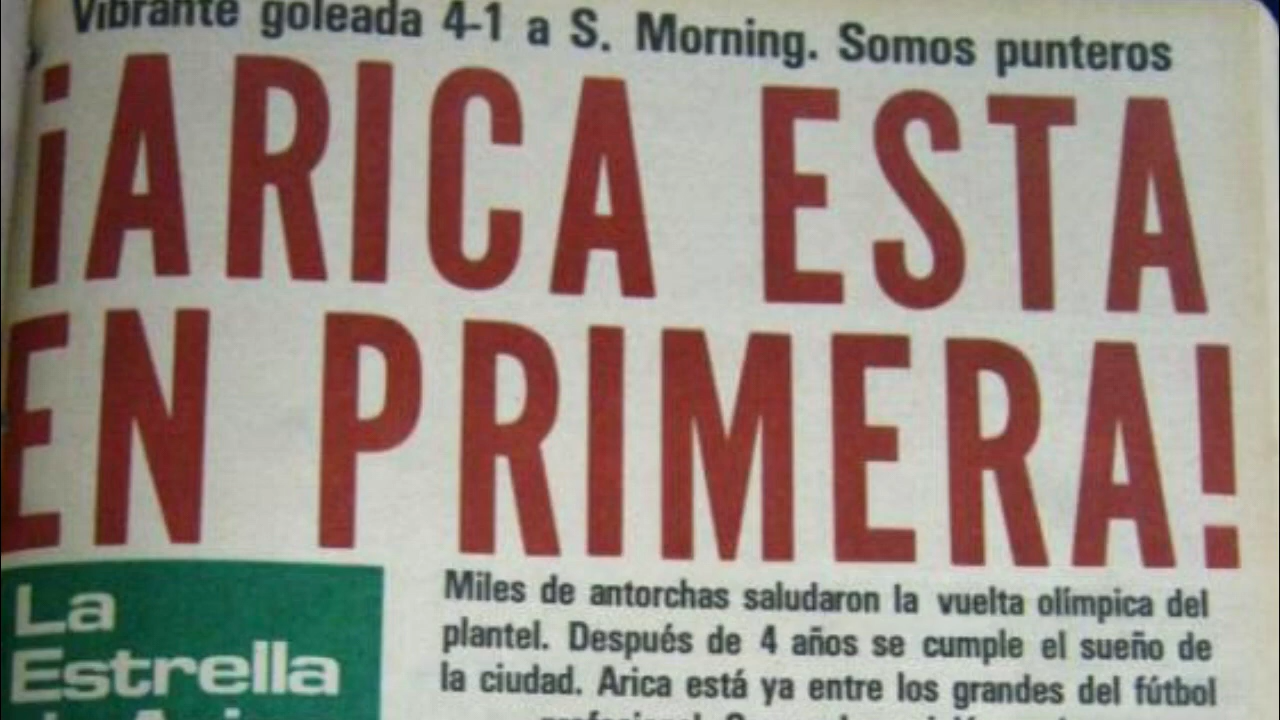 Vibrante goleada 4-1 a S. Morning. Somos punteros
¡ARICA ESTA
EN PRIMERA!
La
Estrella
Miles de antorchas saludaron la vuelta olímpica del
plantel. Después de 4 años se cumple el sueño de
la ciudad. Arica está ya entre los grandes del fútbol